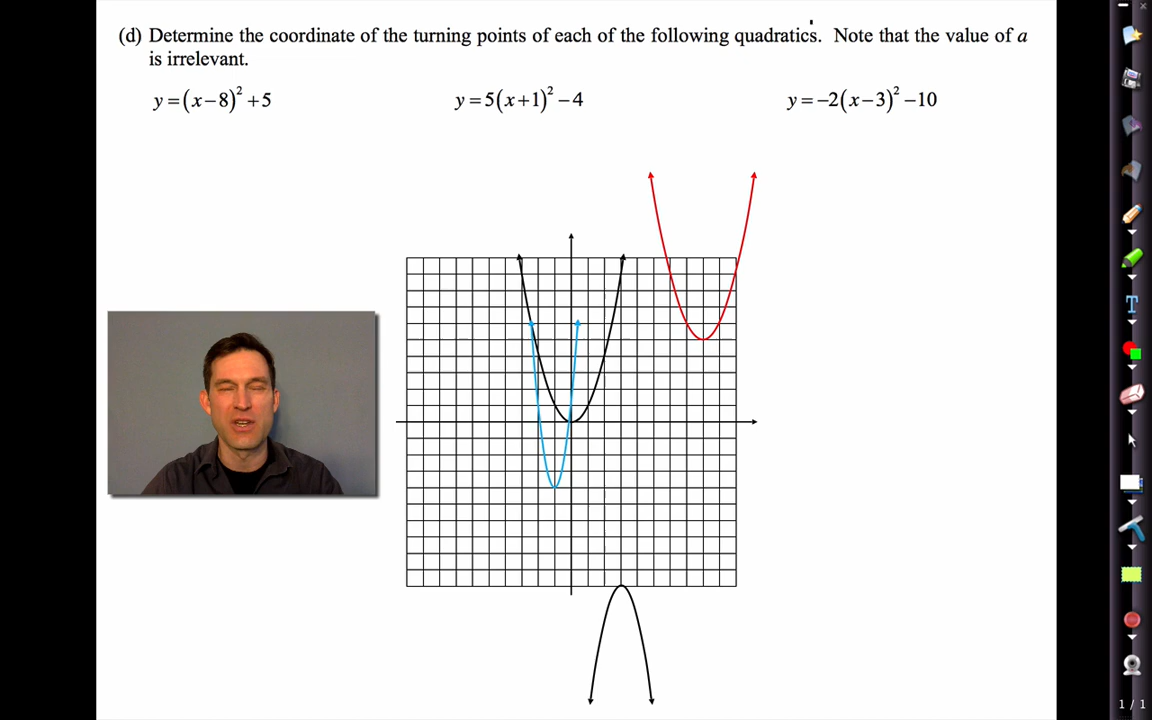 (d) Determine the coordinate of the turning points of each of the following quadratics. Note that the value of a
is irrelevant.
y=(x−8)²+5 y=5(x+1)²−4 y=−2(x−3)²−10
T
1 / 1